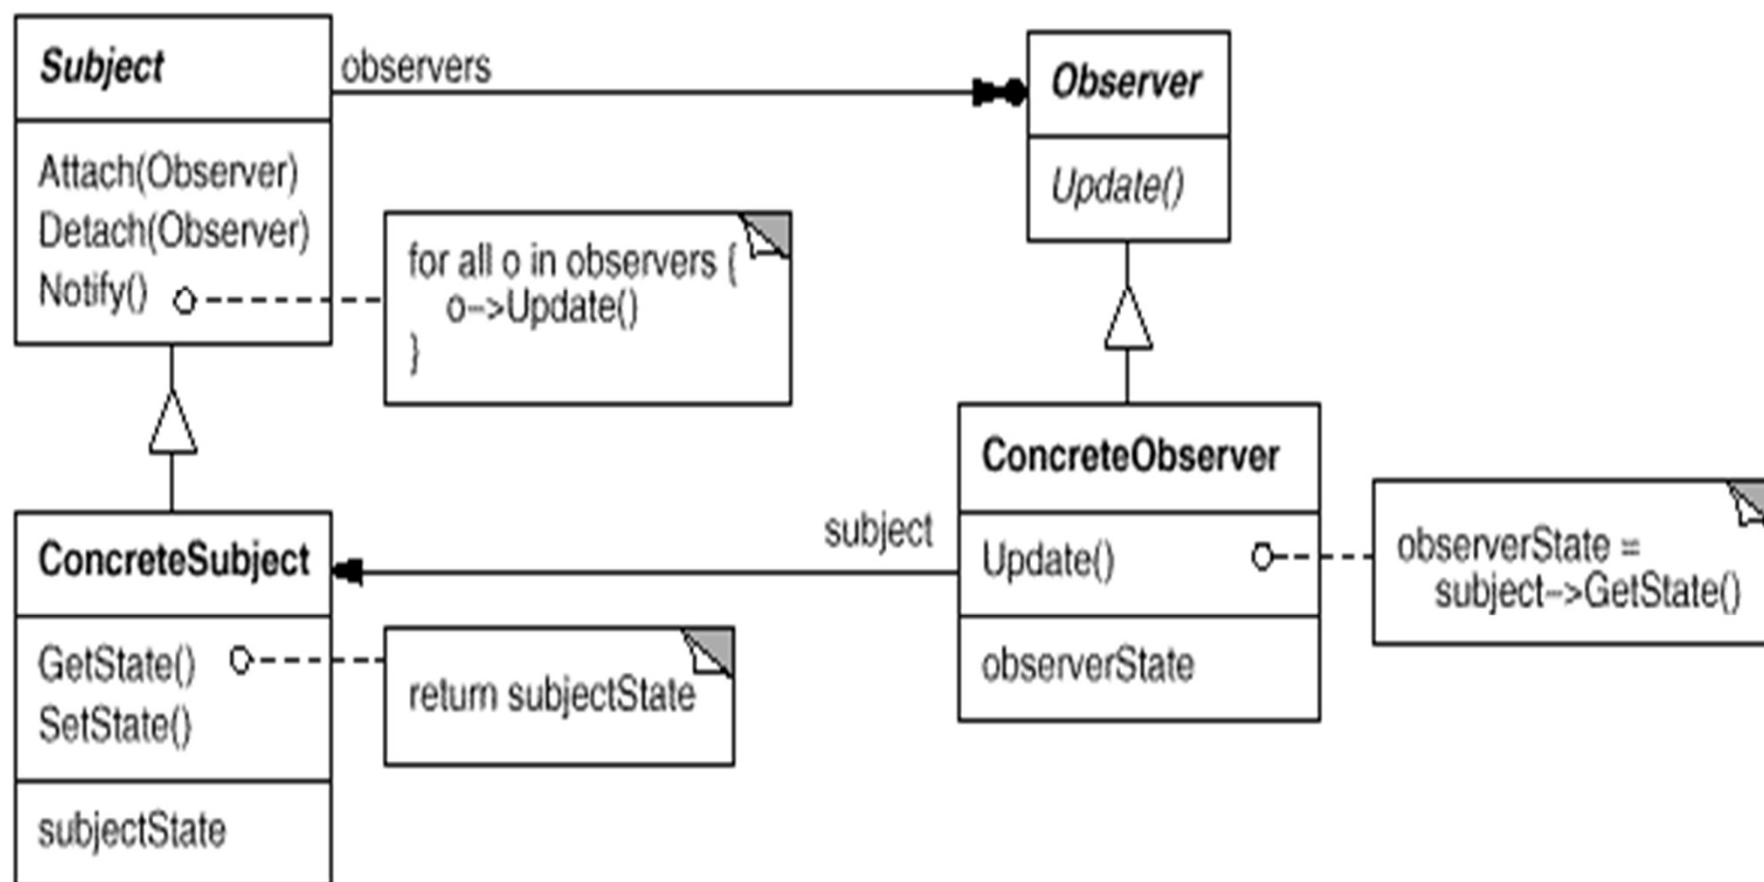 Subject
Attach(Observer)
Detach(Observer)
Notify()
observers
Observer
Update()
for all o in observers {
o->Update()
}
ConcreteSubject
GetState()
SetState()
subjectState
return subjectState
subject
ConcreteObserver
Update()
observerState
observerState =
subject->GetState()